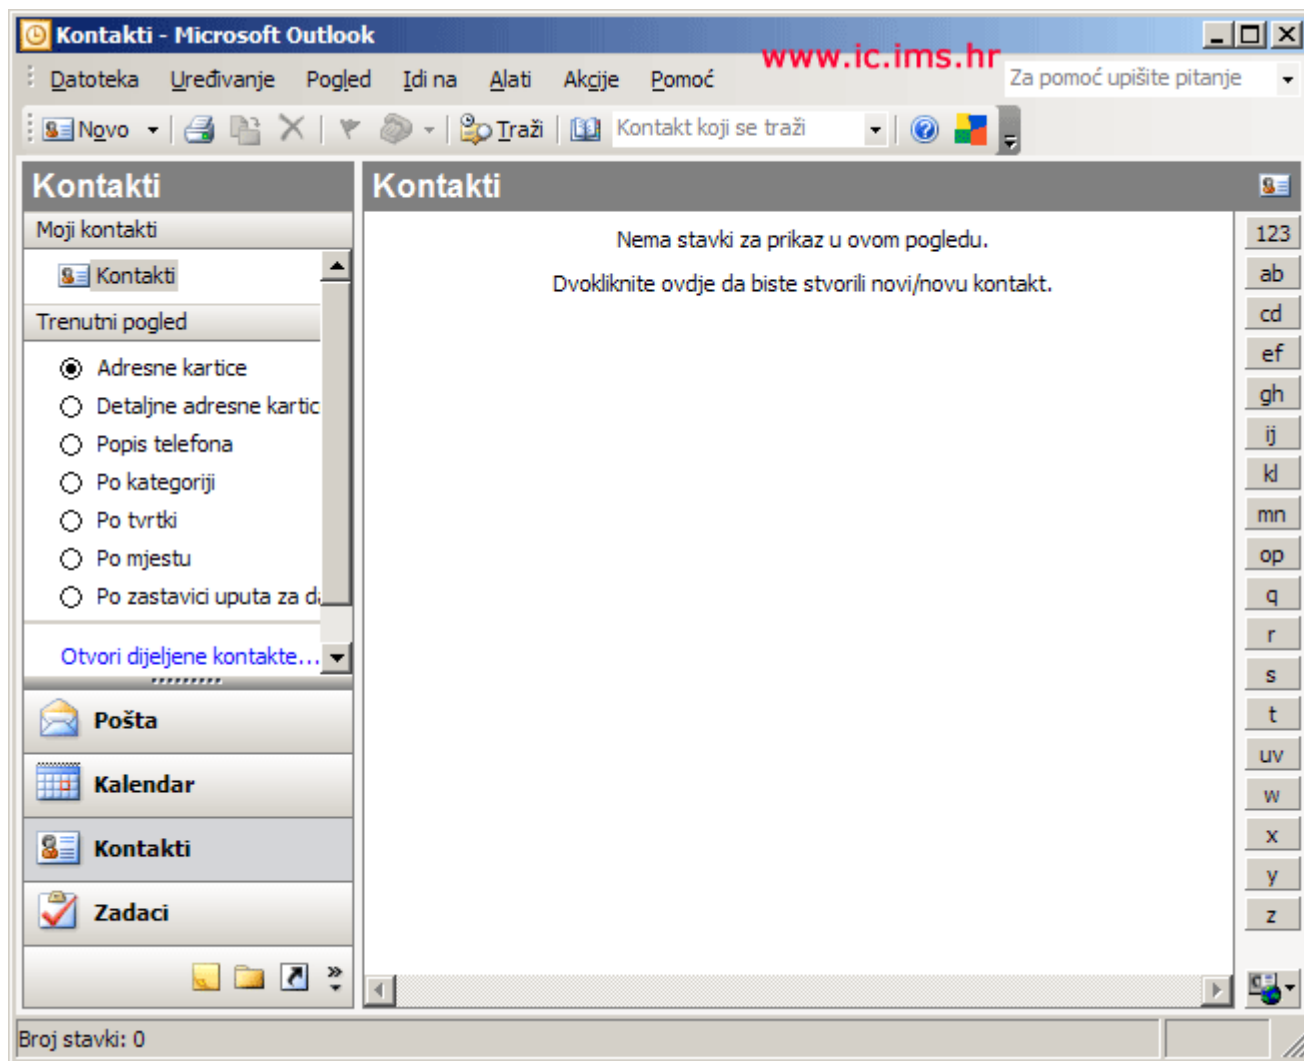 Kontakti - Microsoft Outlook
www.ic.ims.hr
Datoteka Uređivanje Pogled Idi na Alati Akcije Pomoć Za pomoć upišite pitanje
Novo Traži Kontakt koji se traži
Kontakti
Moji kontakti
Kontakti
Trenutni pogled
Adresne kartice
Detaljne adresne kartic
Popis telefona
Po kategoriji
Po tvrtki
Po mjestu
Po zastavici uputa za
Otvori dijeljene kontakte...
Pošta
Kalendar
Kontakti
Zadaci
Kontakti
Nema stavki za prikaz u ovom pogledu.
Dvokliknite ovdje da biste stvorili novi/novu kontakt.
123
ab
cd
ef
gh
ij
kl
mn
op
q
r
s
t
uv
w
x
y
z
Broj stavki: 0